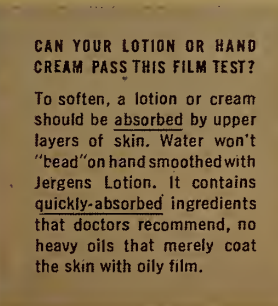 CAN YOUR LOTION OR HAND
CREAM PASS THIS FILM TEST?
To soften, a lotion or cream
should be absorbed by upper
layers of skin. Water won't
"bead" on hand smoothed with
Jergens Lotion. It contains
quickly-absorbed ingredients
that doctors recommend, no
heavy oils that merely coat
the skin with oily film.